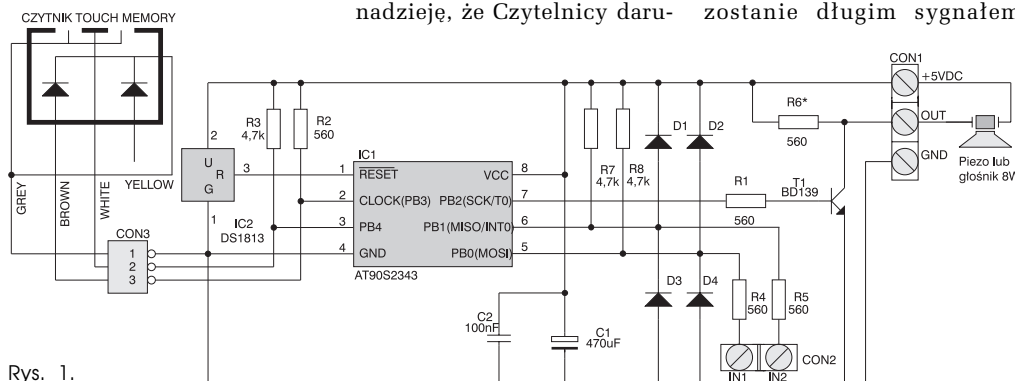 nadzieję, że Czytelnicy daru-
zostanie długim sygnałem
CZYTNIK TOUCH MEMORY
GREY
BROWN
WHITE
YELLOW
CON3
1
2
3
2
U
R
G
3
1
IC2
DS1813
R3
4,7k
R2
560
IC1
1 RESET
2 CLOCK(PB3)
3 PB4
4 GND
VCC 8
PB2(SCK/T0) 7
PB1(MISO/INT0) 6
PB0(MOSI) 5
AT90S2343
C2
100nF
C1
470uF
R7
4,7k
R8
4,7k
D1
D2
D3
D4
R6*
560
R1
560
T1
BD139
R4
560
R5
560
CON2
IN1
IN2
CON1
+5VDC
OUT
GND
Piezo lub
głośnik 8W
Rys. 1.